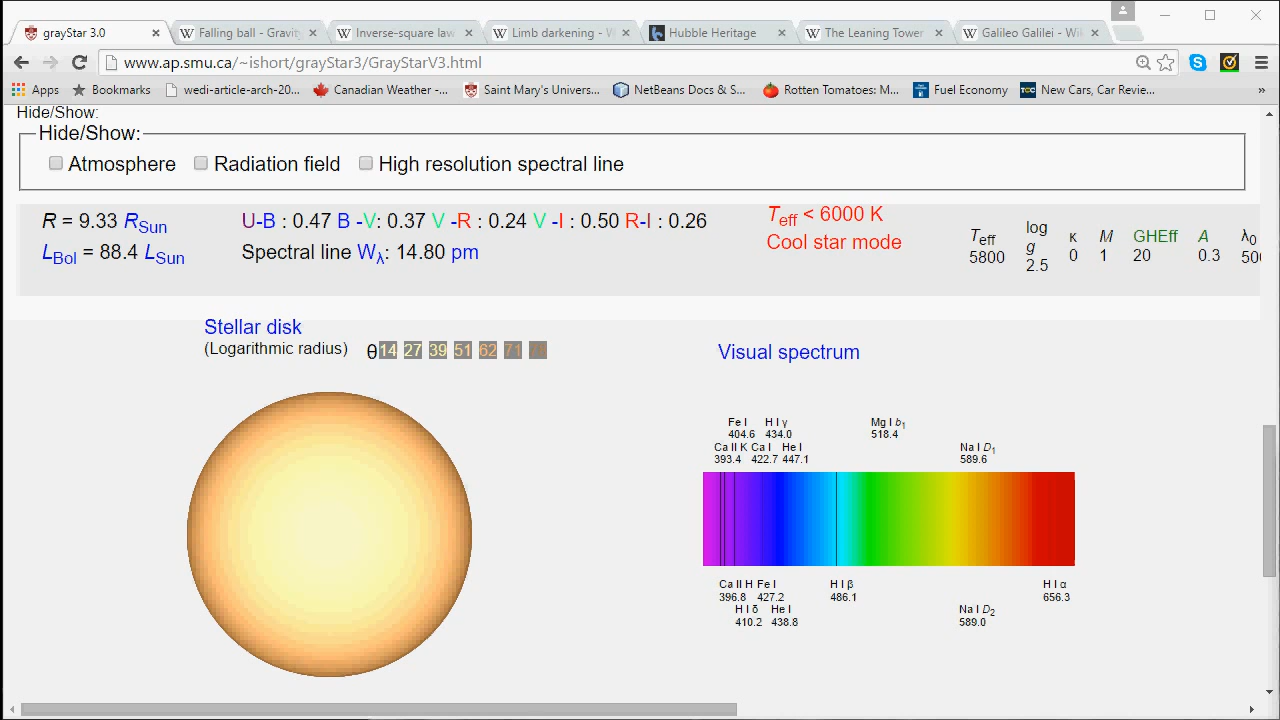 grayStar 3.0
Falling ball - Gravit
Inverse-square law
Limb darkening - W
Hubble Heritage
The Leaning Tower
Galileo Galilei - Wik
www.ap.smu.ca/~ishort/grayStar3/GrayStarV3.html
Apps Bookmarks wedi-article-arch-20... Canadian Weather -... Saint Mary's Univers... NetBeans Docs & S... Rotten Tomatoes: M... Fuel Economy New Cars, Car Revie... »
Hide/Show:
Hide/Show:
Atmosphere Radiation field High resolution spectral line
R = 9.33 RSun
LBol = 88.4 LSun
U-B : 0.47 B -V: 0.37 V -R : 0.24 V -I : 0.50 R-I : 0.26
Spectral line Wλ: 14.80 pm
Teff < 6000 K
Cool star mode
Teff 5800
log g 2.5
κ 0
M 1
GHEff 20
A 0.3
λ0
Stellar disk
(Logarithmic radius) θ 14 27 39 51 62 71
Visual spectrum
Fe I H I γ Mg I b1
404.6 434.0 518.4
Ca II K Ca I He I Na I D1
393.4 422.7 447.1 589.6
Ca II H Fe I H I β H I α
396.8 427.2 486.1 656.3
H I δ He I Na I D2
410.2 438.8 589.0